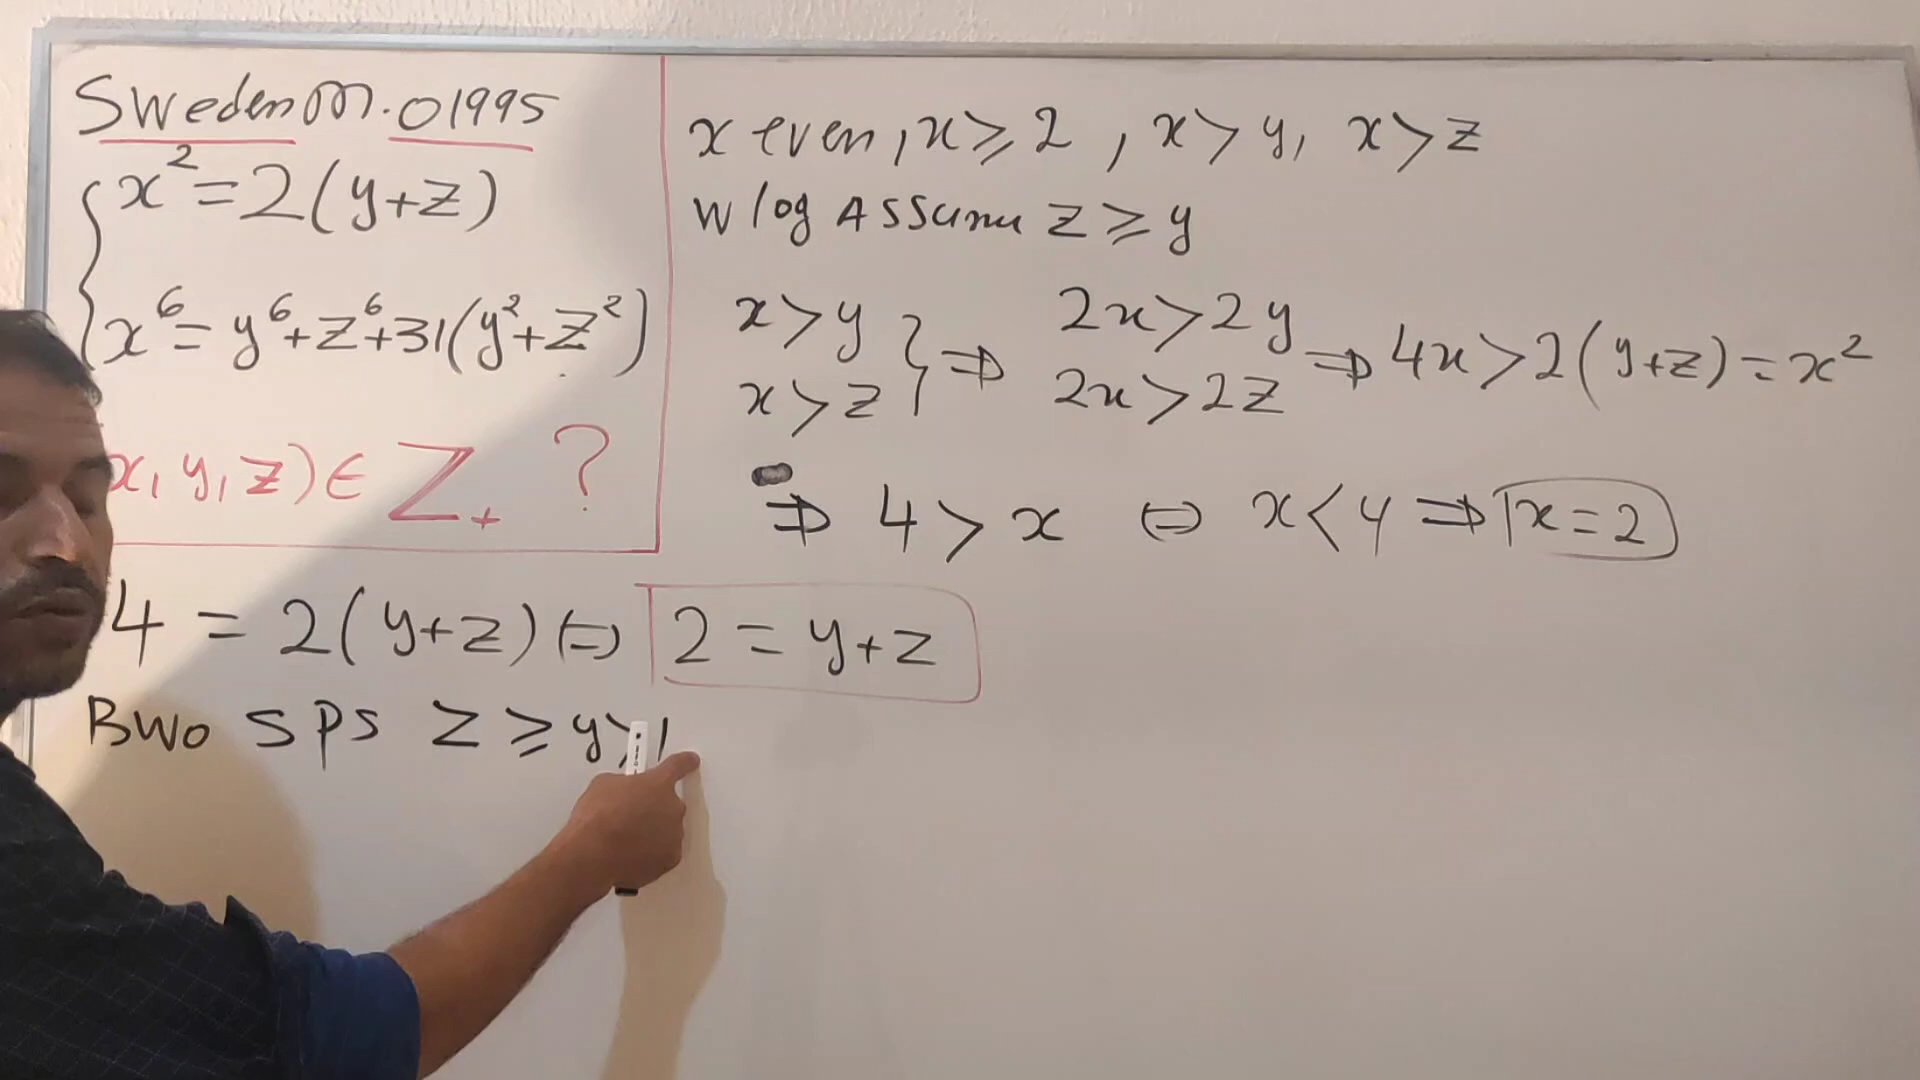 Sweden M.O 1995
x² = 2(y+z)
x⁶ = y⁶+z⁶+31(y²+z²)
x, y, z) ∈ Z₊ ?
x even, x ≥ 2, x > y, x > z
w log Assume z ≥ y
x > y
x > z } ⇒ 2x > 2y
2x > 2z ⇒ 4x > 2(y+z) = x²
⇒ 4 > x ⇔ x < 4 ⇒ x = 2
4 = 2(y+z) ⇔ 2 = y+z
BWO SPS z ≥ y > 1